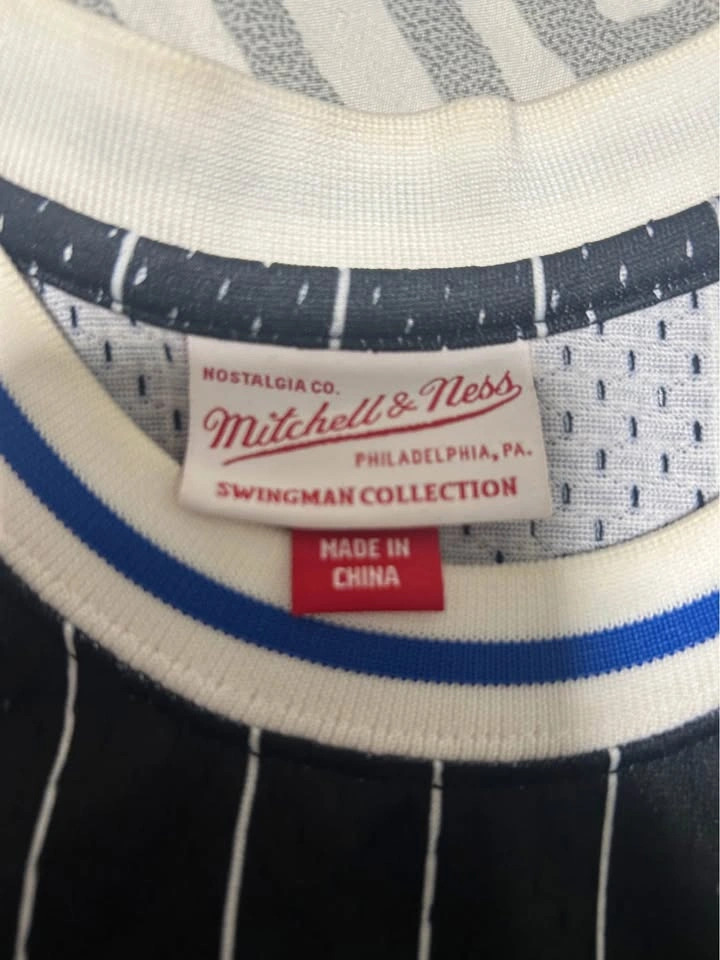 NOSTALGIA CO.
Mitchell & Ness
PHILADELPHIA, PA.
SWINGMAN COLLECTION
MADE IN
CHINA